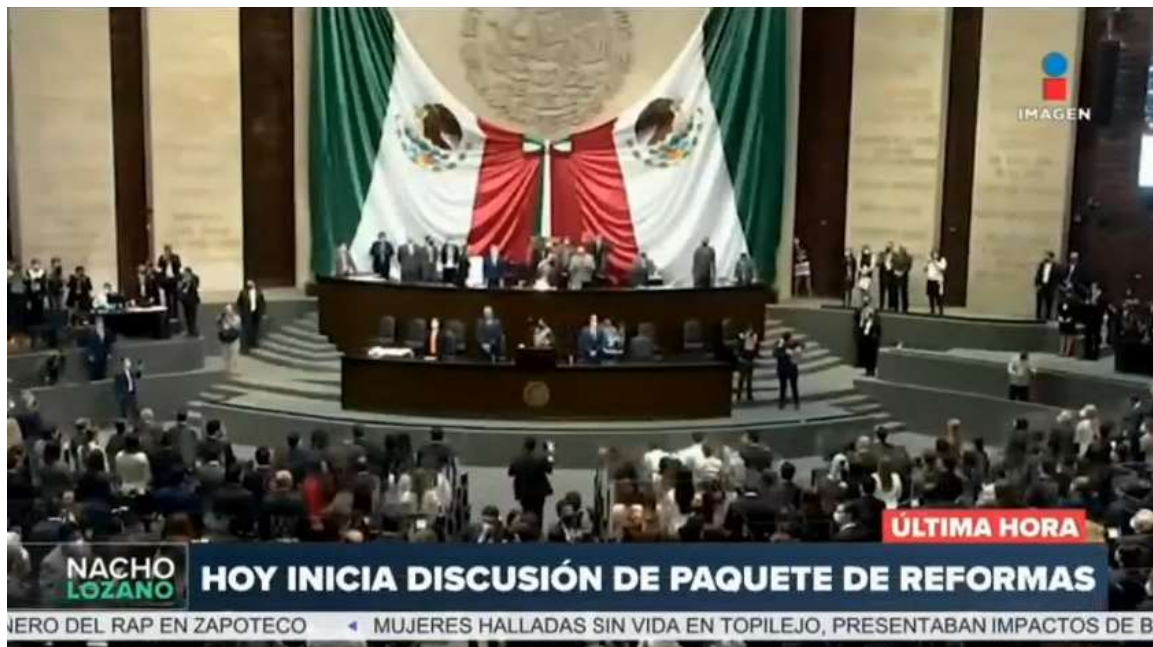 IMAGEN
ÚLTIMA HORA
NACHO
LOZANO
HOY INICIA DISCUSIÓN DE PAQUETE DE REFORMAS
NERO DEL RAP EN ZAPOTECO ◄ MUJERES HALLADAS SIN VIDA EN TOPILEJO, PRESENTABAN IMPACTOS DE B